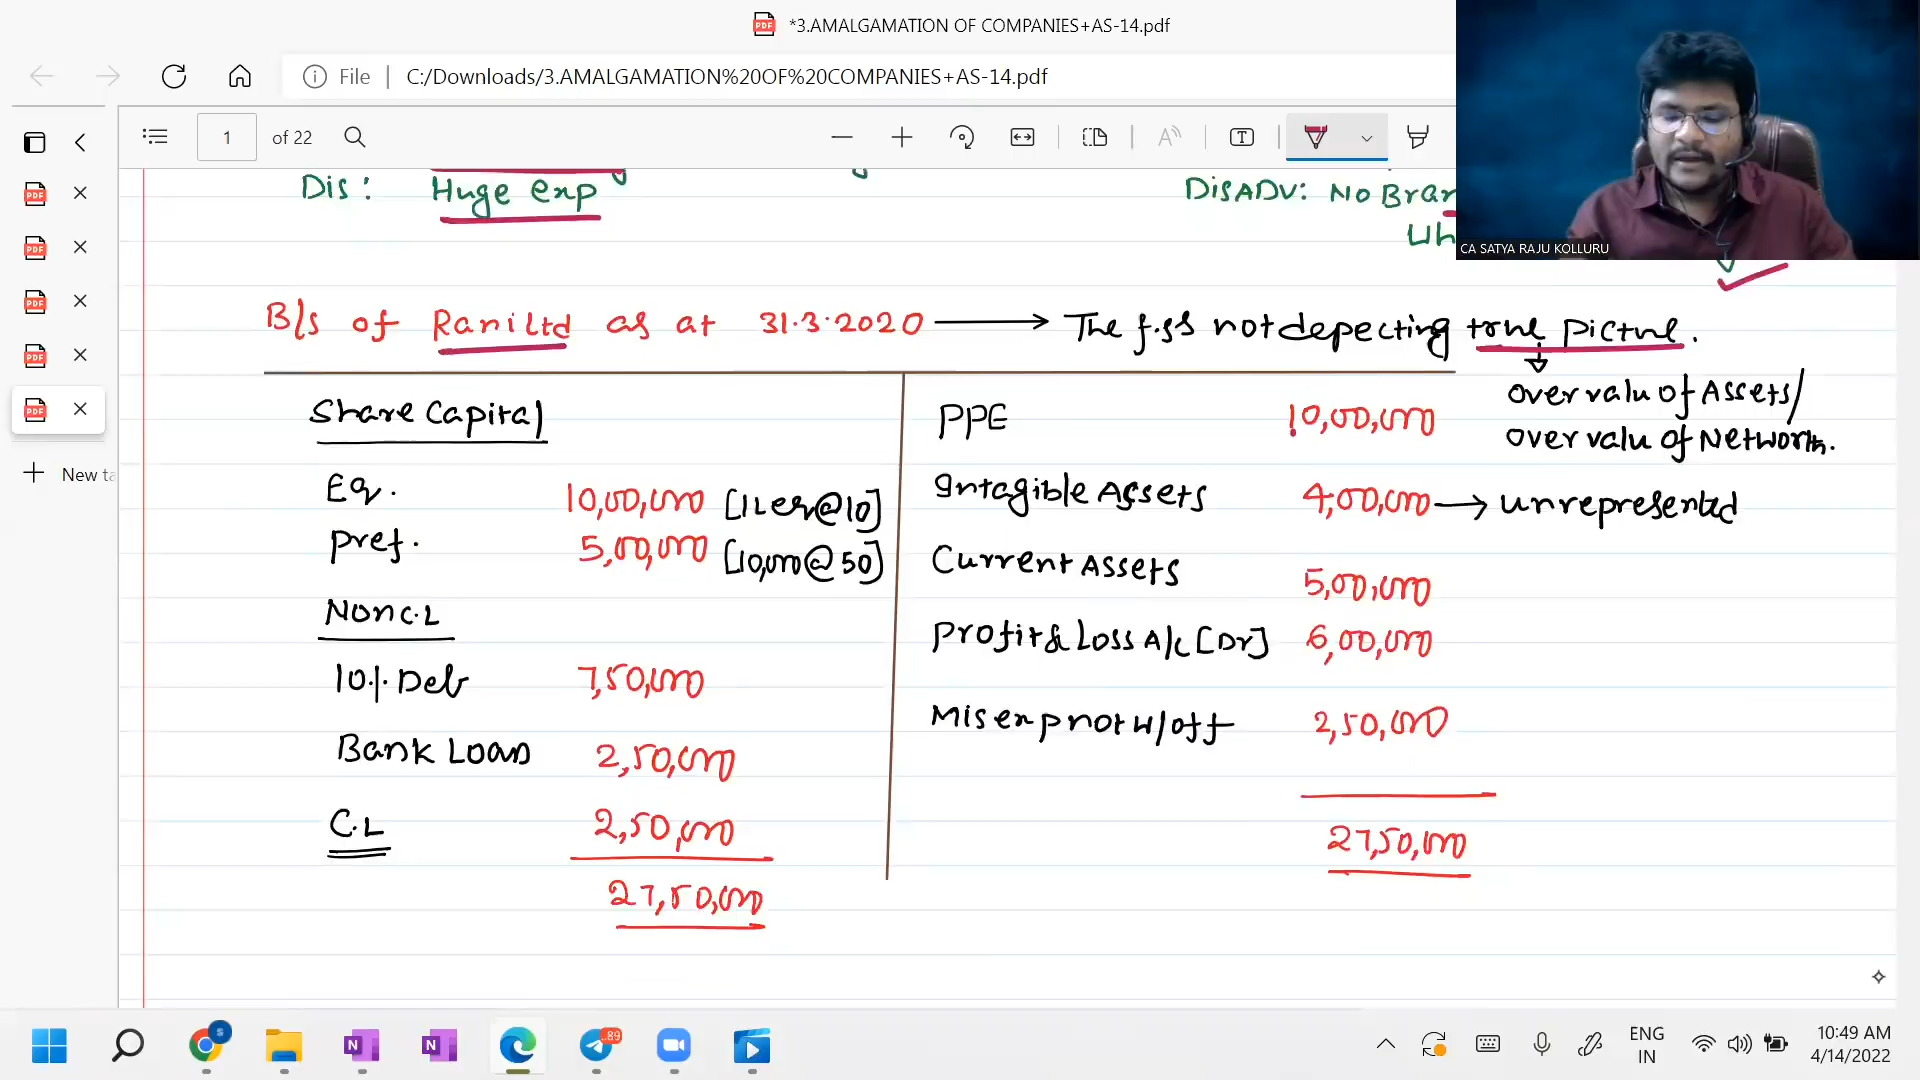 *3.AMALGAMATION OF COMPANIES+AS-14.pdf
File C:/Downloads/3.AMALGAMATION%20OF%20COMPANIES+AS-14.pdf
1 of 22
Dis: Huge exp
DISADV: No Bran
CA SATYA RAJU KOLLURU
B/s of Rani Ltd as at 31.3.2020 → The f.ss not depecting true picture.
over value of Assets/
over value of Networth.
Share Capital
Eq. 10,00,000 [1L es@10]
Pref. 5,00,000 [10,000@50]
Non C.L
10% Deb 7,50,000
Bank Loan 2,50,000
C.L 2,50,000
27,50,000
PPE 10,00,000
Intagible Assets 4,00,000 → unrepresented
Current Assets 5,00,000
Profit & Loss A/c [Dr] 6,00,000
Mis exp not w/off 2,50,000
27,50,000
New ta
.89
ENG
IN
10:49 AM
4/14/2022